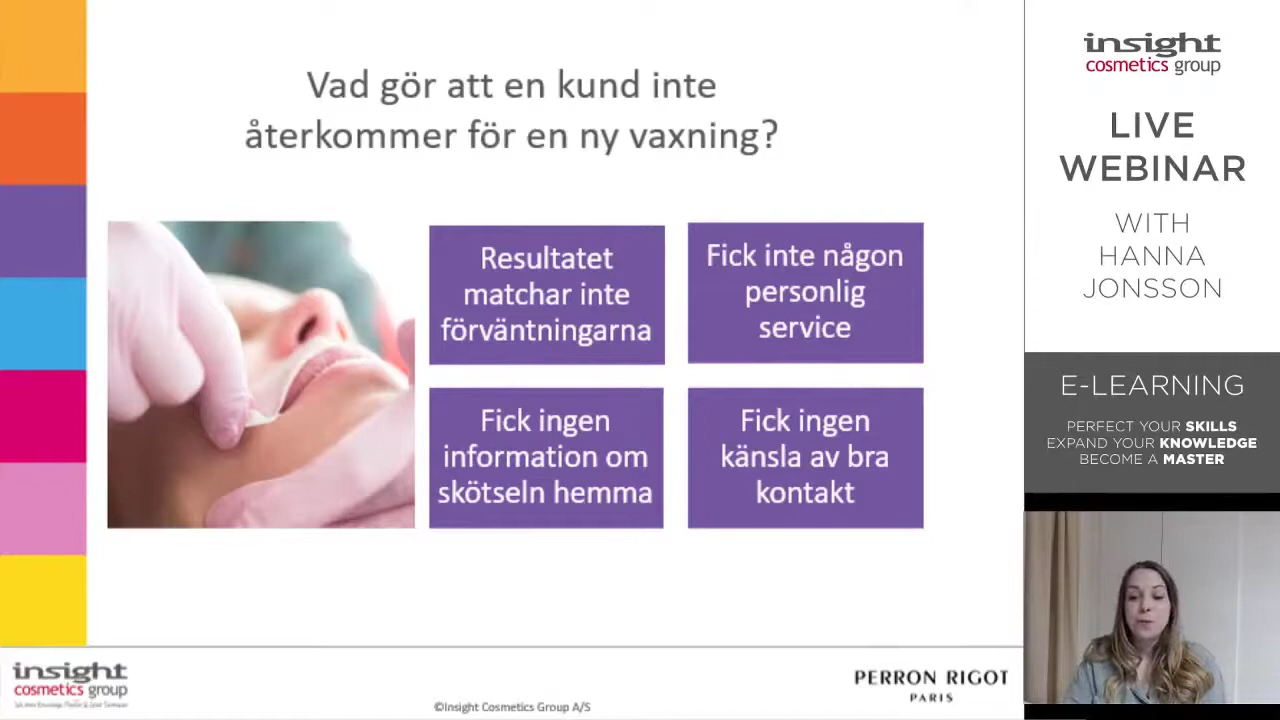 Vad gör att en kund inte
återkommer för en ny vaxning?
Resultatet
matchar inte
förväntningarna
Fick inte någon
personlig
service
Fick ingen
information om
skötseln hemma
Fick ingen
känsla av bra
kontakt
insight
cosmetics group
©Insight Cosmetics Group A/S
PERRON RIGOT
PARIS
insight
cosmetics group
LIVE
WEBINAR
WITH
HANNA
JONSSON
E-LEARNING
PERFECT YOUR SKILLS
EXPAND YOUR KNOWLEDGE
BECOME A MASTER